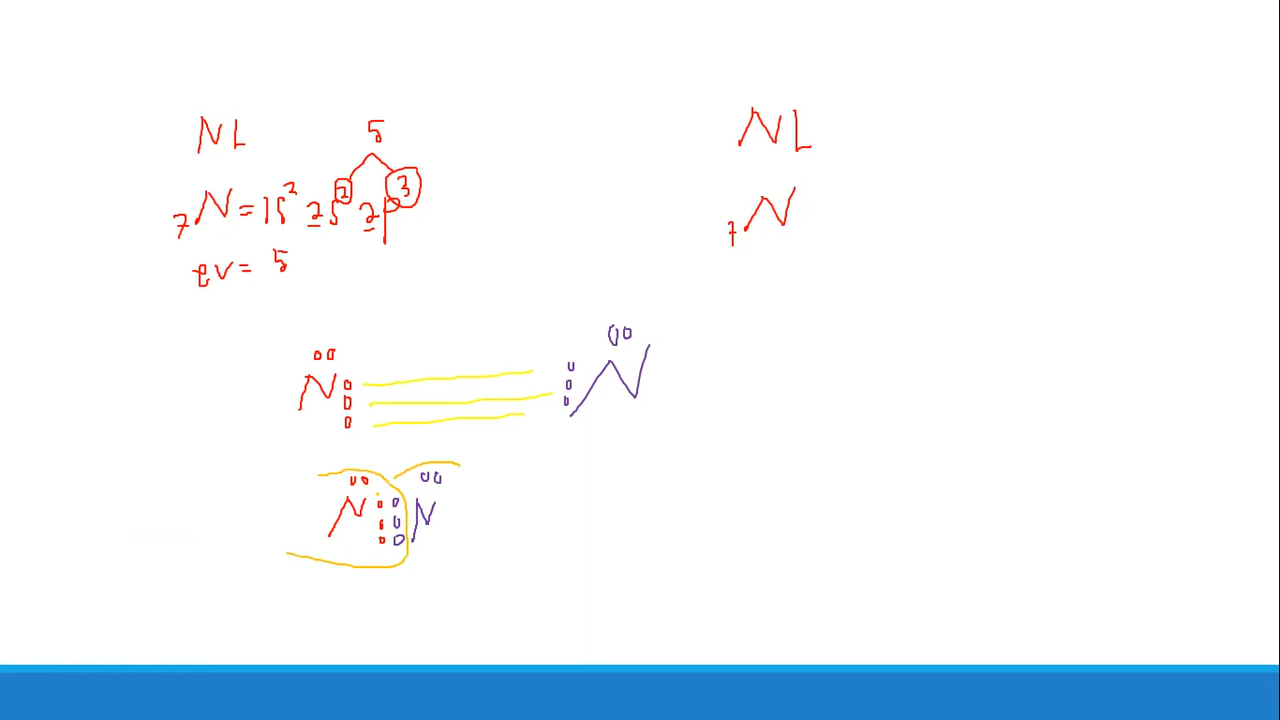 NL
5
₇N = 1s² 2s² 2p³
ev = 5
NL
₇N
N N
N N